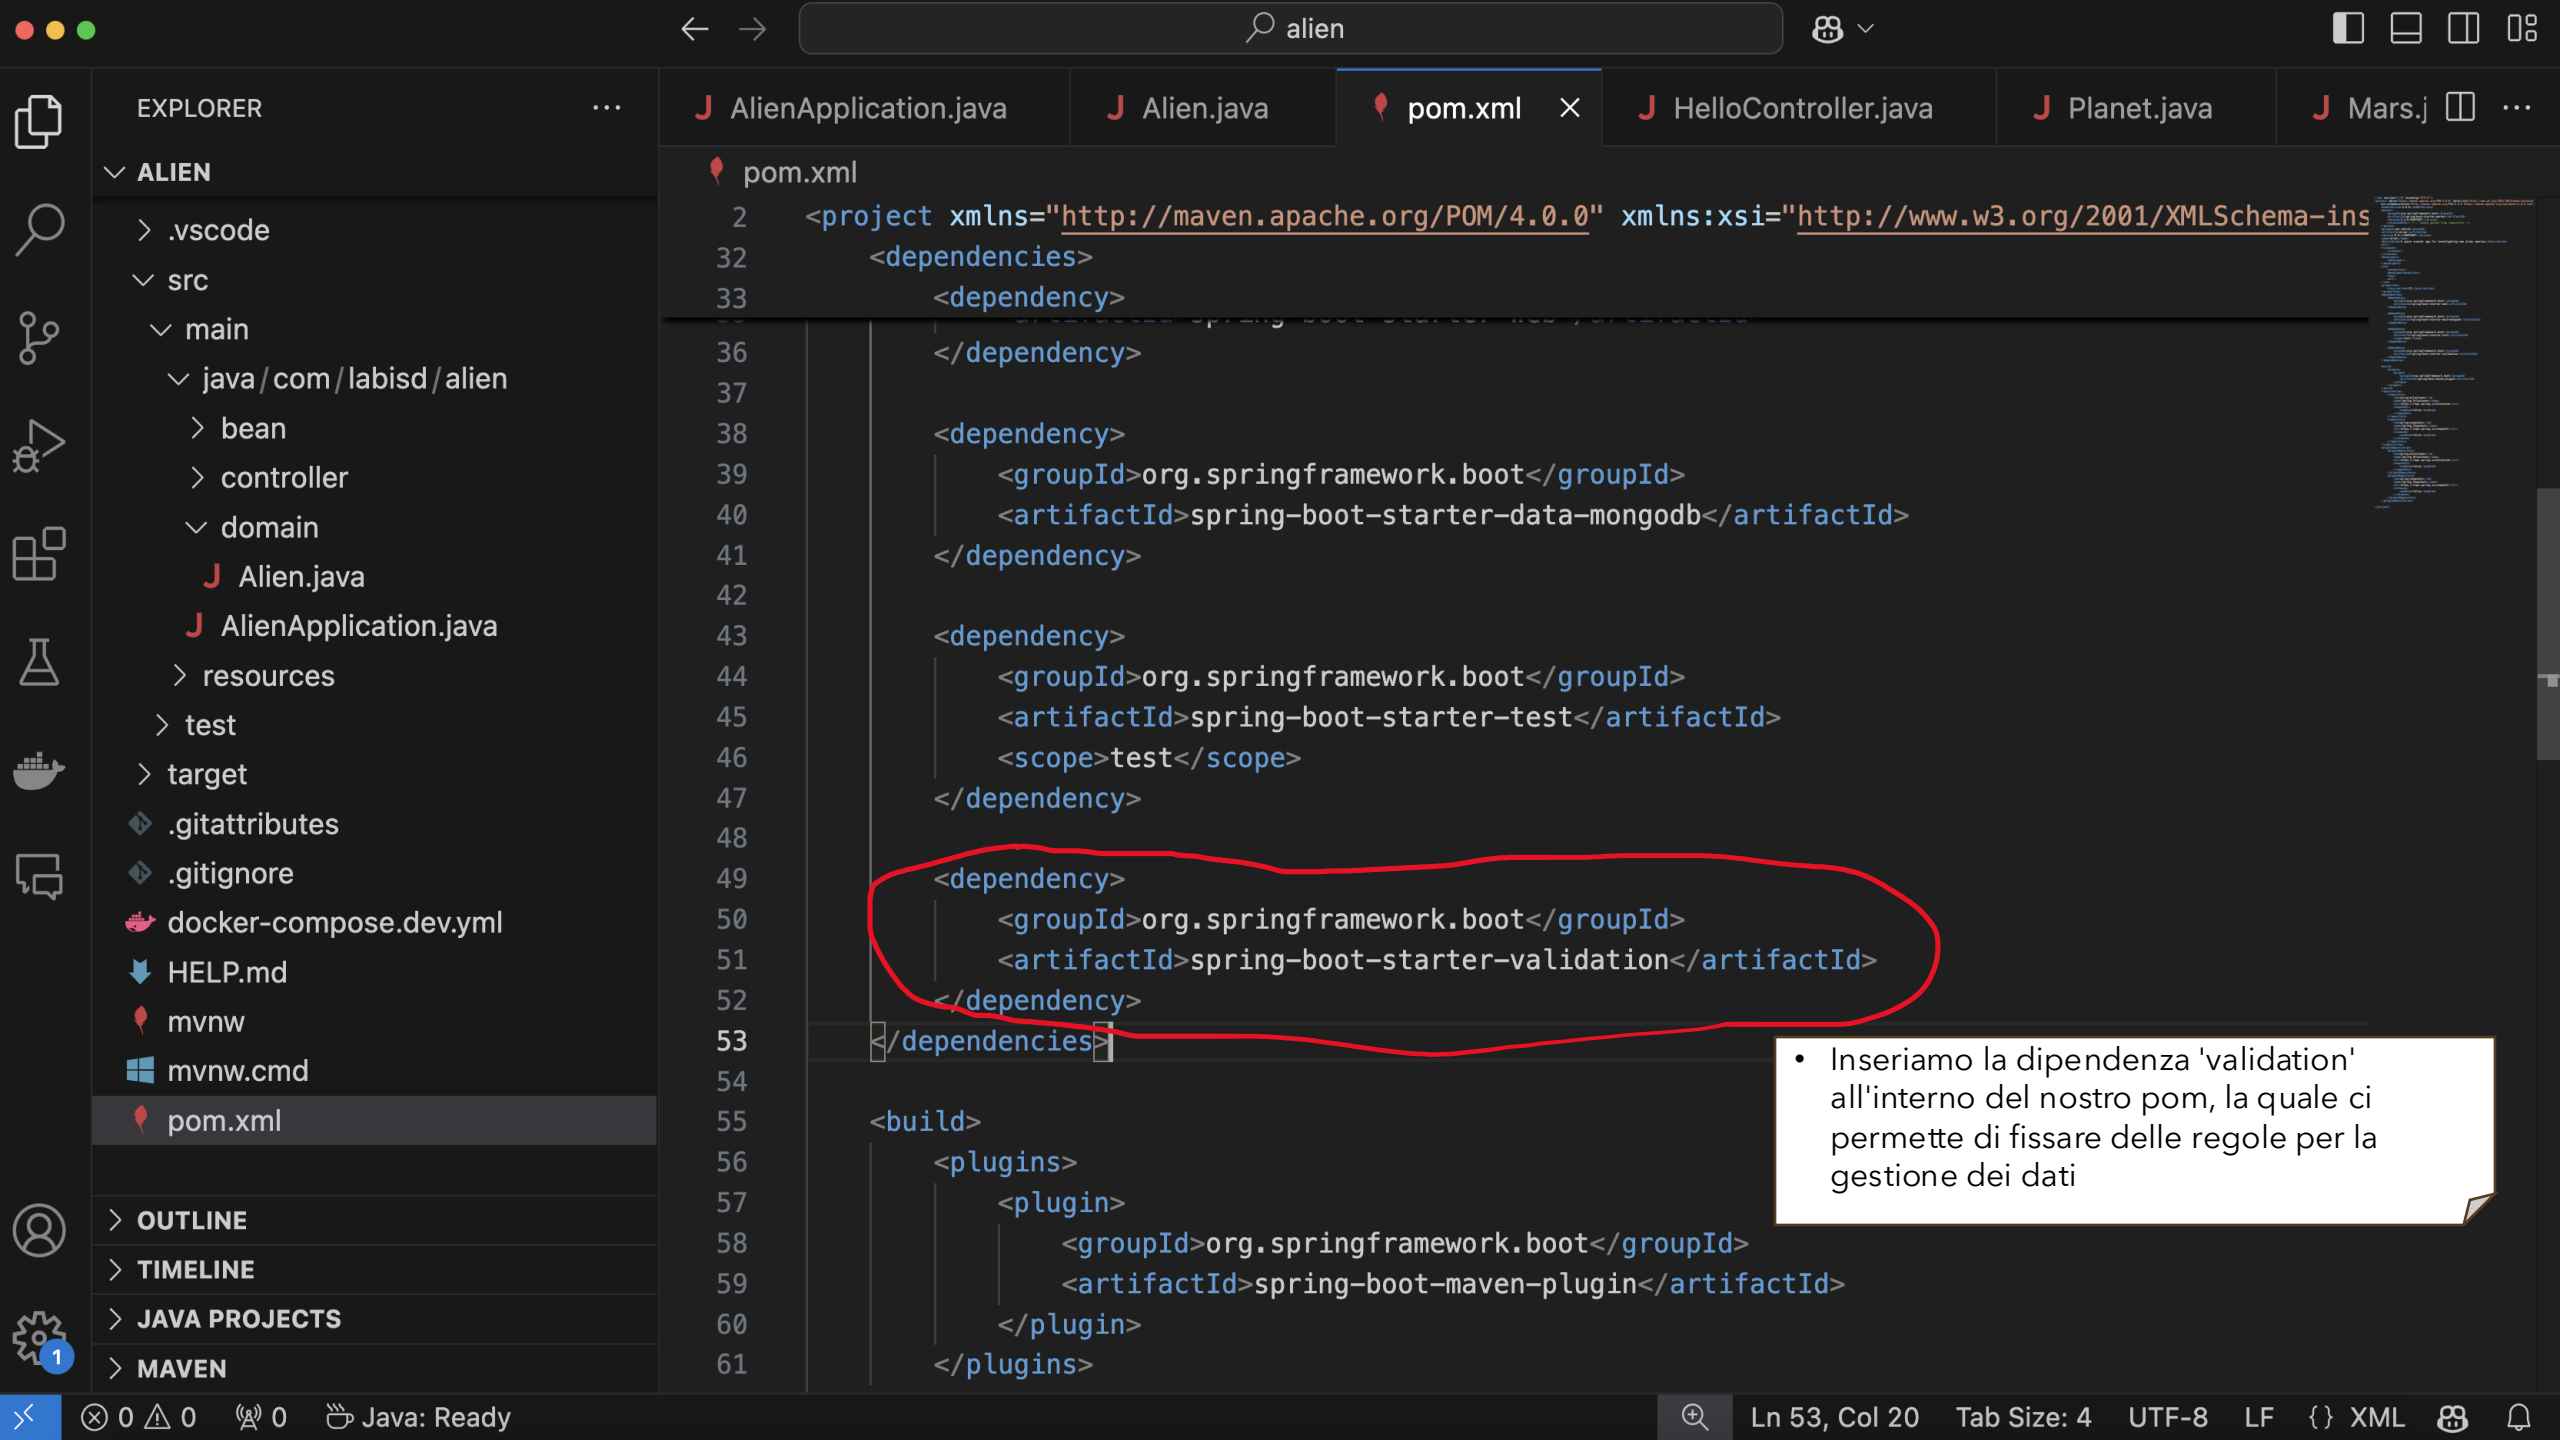 alien
EXPLORER
ALIEN
.vscode
src
main
java/com/labisd/alien
bean
controller
domain
Alien.java
AlienApplication.java
resources
test
target
.gitattributes
.gitignore
docker-compose.dev.yml
HELP.md
mvnw
mvnw.cmd
pom.xml
OUTLINE
TIMELINE
JAVA PROJECTS
MAVEN
1
AlienApplication.java
Alien.java
pom.xml
HelloController.java
Planet.java
Mars.j
pom.xml
2 <project xmlns="http://maven.apache.org/POM/4.0.0" xmlns:xsi="http://www.w3.org/2001/XMLSchema-ins
32 <dependencies>
33 <dependency>
36 </dependency>
37
38 <dependency>
39 <groupId>org.springframework.boot</groupId>
40 <artifactId>spring-boot-starter-data-mongodb</artifactId>
41 </dependency>
42
43 <dependency>
44 <groupId>org.springframework.boot</groupId>
45 <artifactId>spring-boot-starter-test</artifactId>
46 <scope>test</scope>
47 </dependency>
48
49 <dependency>
50 <groupId>org.springframework.boot</groupId>
51 <artifactId>spring-boot-starter-validation</artifactId>
52 </dependency>
53 </dependencies>
54
55 <build>
56 <plugins>
57 <plugin>
58 <groupId>org.springframework.boot</groupId>
59 <artifactId>spring-boot-maven-plugin</artifactId>
60 </plugin>
61 </plugins>
• Inseriamo la dipendenza 'validation'
all'interno del nostro pom, la quale ci
permette di fissare delle regole per la
gestione dei dati
0 0 0 Java: Ready
Ln 53, Col 20 Tab Size: 4 UTF-8 LF {} XML